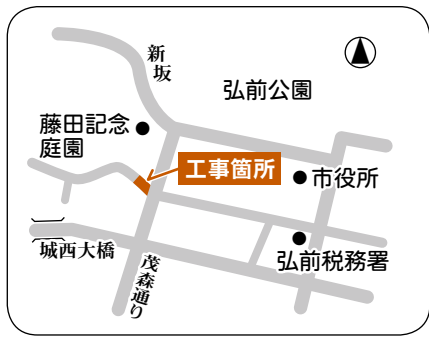 新坂
弘前公園
藤田記念
庭園
工事箇所
市役所
城西大橋
茂森通り
弘前税務署